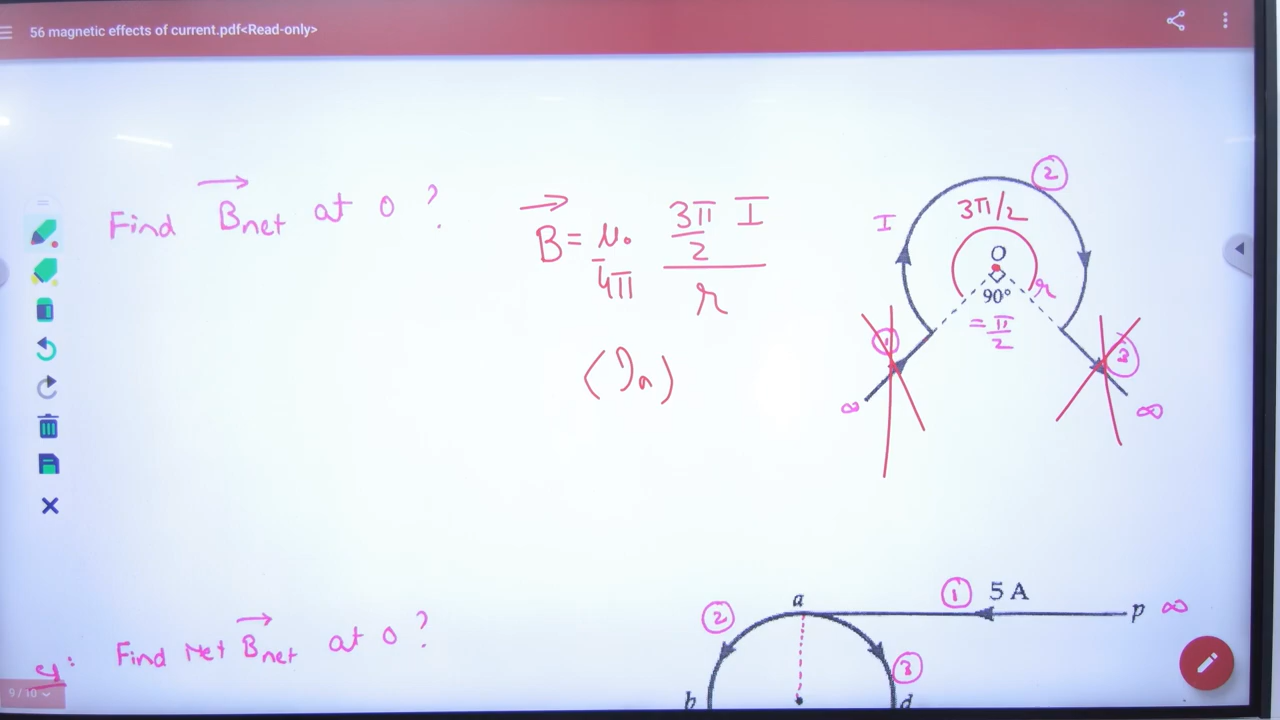 56 magnetic effects of current.pdf<Read-only>
Find B⃗net at O ?
B⃗ = μ₀/4π (3π/2 I)/r
(In)
I
②
3π/2
O
r
90°
= π/2
①
3
∞
∞
a
①
5 A
p
∞
②
③
Find Net B⃗net at O ?
b
d
9 / 10